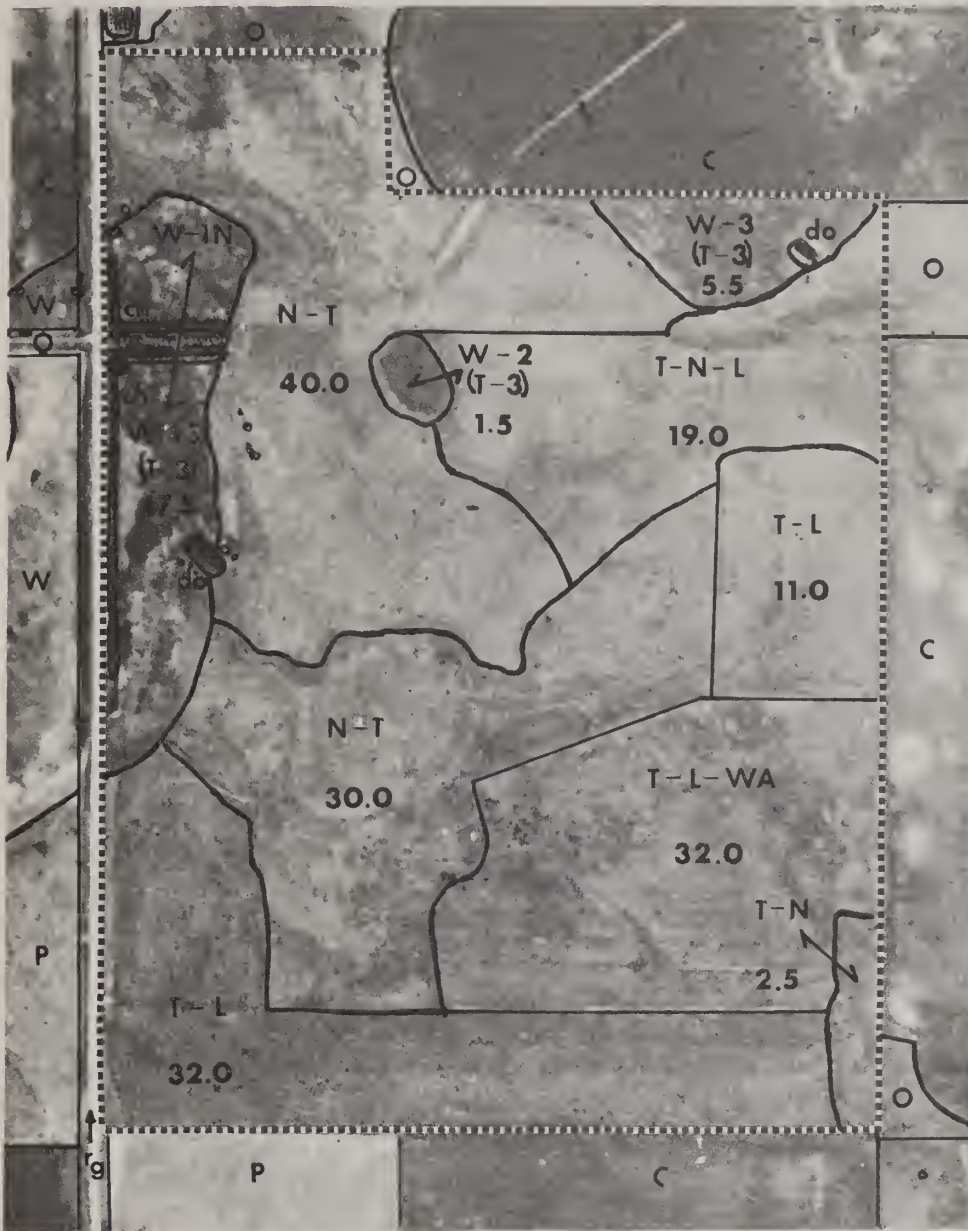 O
C
O
W-1N
W-3
(T-3)
5.5
do
O
W
O
N-T
40.0
W-2
(T-3)
1.5
T-N-L
19.0
(T-3)
T-L
11.0
W
do
C
N-T
30.0
T-L-WA
32.0
T-N
2.5
P
T-L
32.0
O
rg
P
C